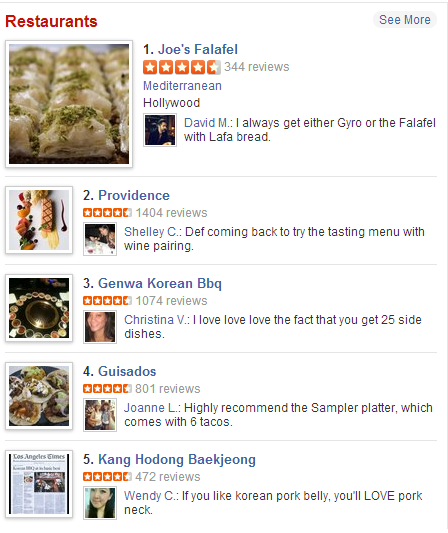 Restaurants
See More
1. Joe's Falafel
344 reviews
Mediterranean
Hollywood
David M.: I always get either Gyro or the Falafel
with Lafa bread.
2. Providence
1404 reviews
Shelley C.: Def coming back to try the tasting menu with
wine pairing.
3. Genwa Korean Bbq
1074 reviews
Christina V.: I love love love the fact that you get 25 side
dishes.
4. Guisados
801 reviews
Joanne L.: Highly recommend the Sampler platter, which
comes with 6 tacos.
5. Kang Hodong Baekjeong
Los Angeles Times
472 reviews
Wendy C.: If you like korean pork belly, you'll LOVE pork
neck.